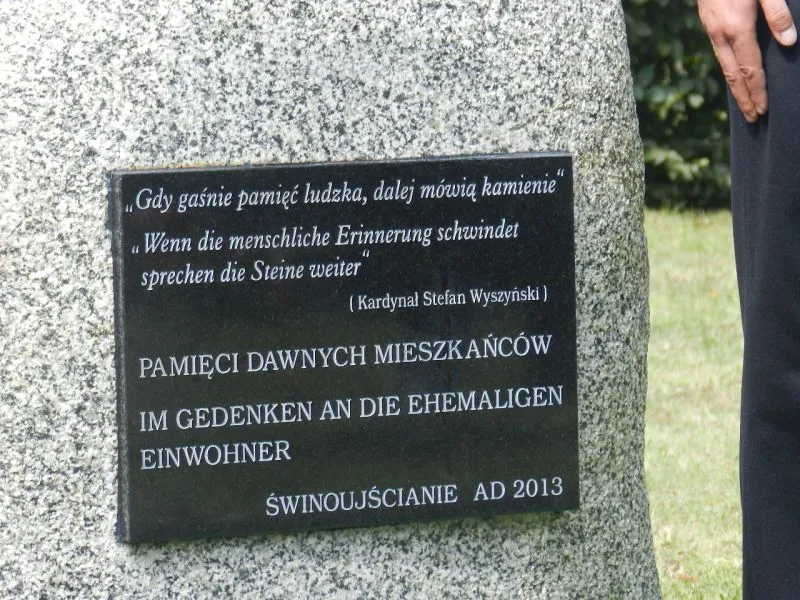 „Gdy gaśnie pamięć ludzka, dalej mówią kamienie“
„Wenn die menschliche Erinnerung schwindet
sprechen die Steine weiter“
( Kardynał Stefan Wyszyński )
PAMIĘCI DAWNYCH MIESZKAŃCÓW
IM GEDENKEN AN DIE EHEMALIGEN
EINWOHNER
ŚWINOUJŚCIANIE AD 2013